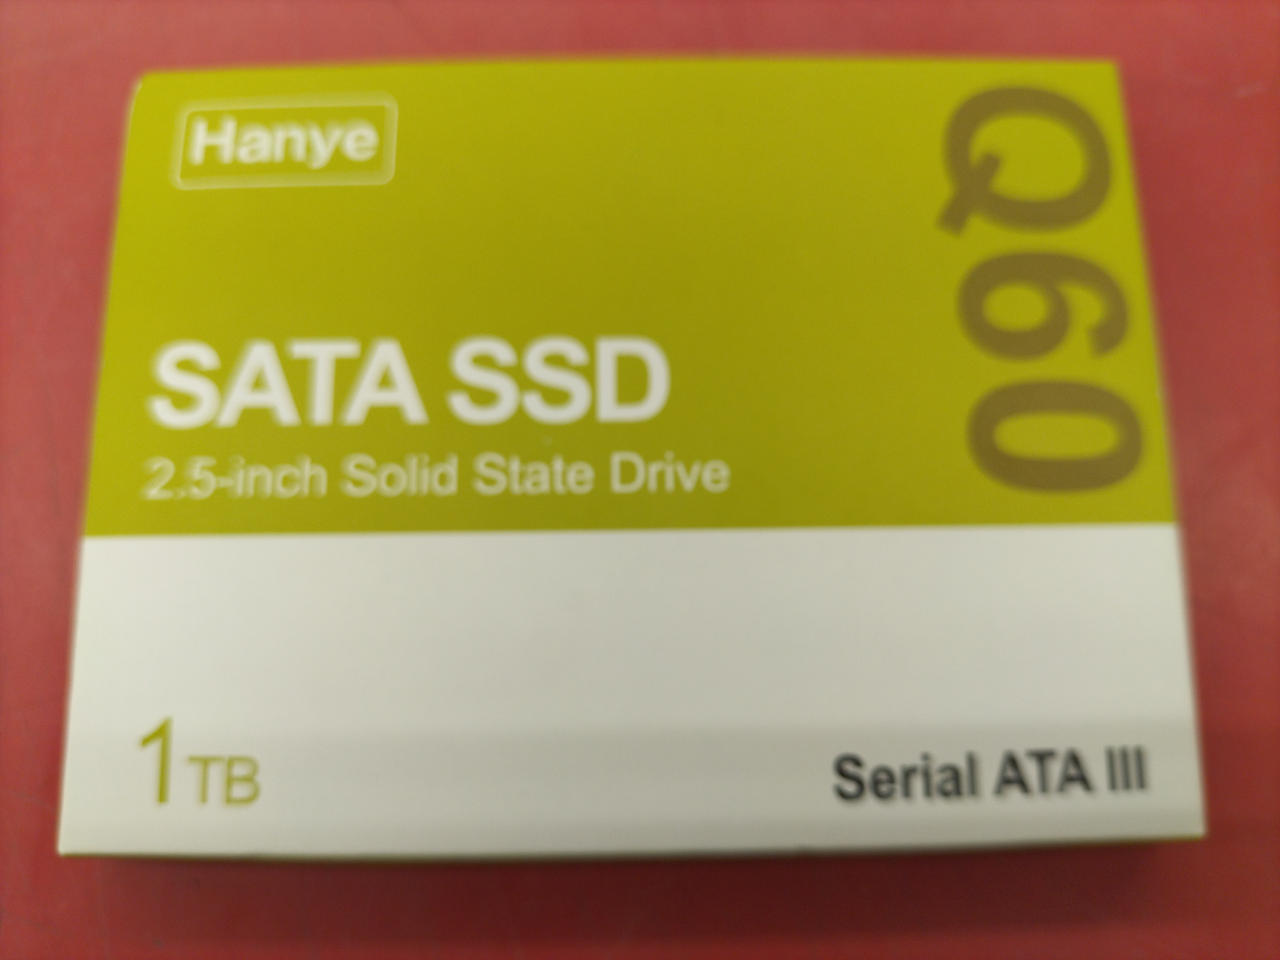 Hanye
Q60
SATA SSD
2.5-inch Solid State Drive
1TB
Serial ATA III